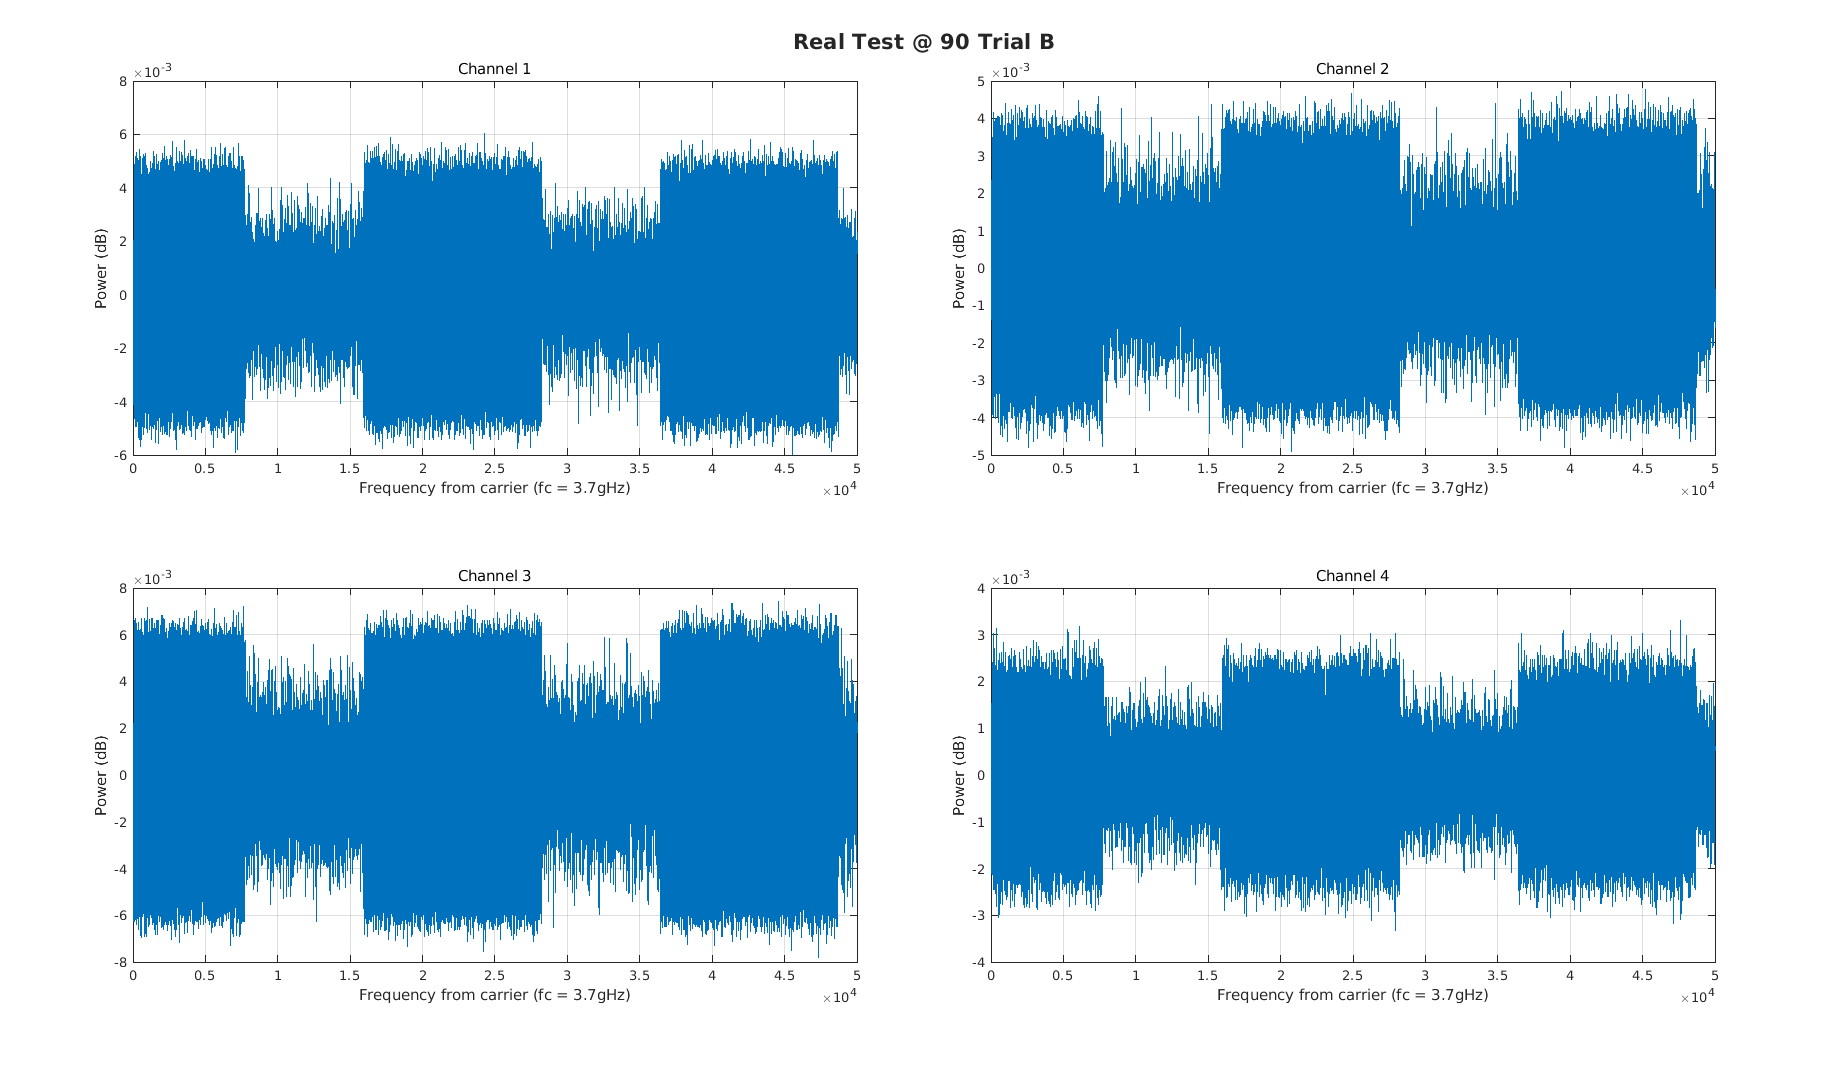 Real Test @ 90 Trial B
Channel 1
×10-3
8
6
4
2
0
-2
-4
-6
Power (dB)
0 0.5 1 1.5 2 2.5 3 3.5 4 4.5 5
Frequency from carrier (fc = 3.7gHz)
×104
Channel 2
×10-3
5
4
3
2
1
0
-1
-2
-3
-4
-5
Power (dB)
0 0.5 1 1.5 2 2.5 3 3.5 4 4.5 5
Frequency from carrier (fc = 3.7gHz)
×104
Channel 3
×10-3
8
6
4
2
0
-2
-4
-6
-8
Power (dB)
0 0.5 1 1.5 2 2.5 3 3.5 4 4.5 5
Frequency from carrier (fc = 3.7gHz)
×104
Channel 4
×10-3
4
3
2
1
0
-1
-2
-3
-4
Power (dB)
0 0.5 1 1.5 2 2.5 3 3.5 4 4.5 5
Frequency from carrier (fc = 3.7gHz)
×104